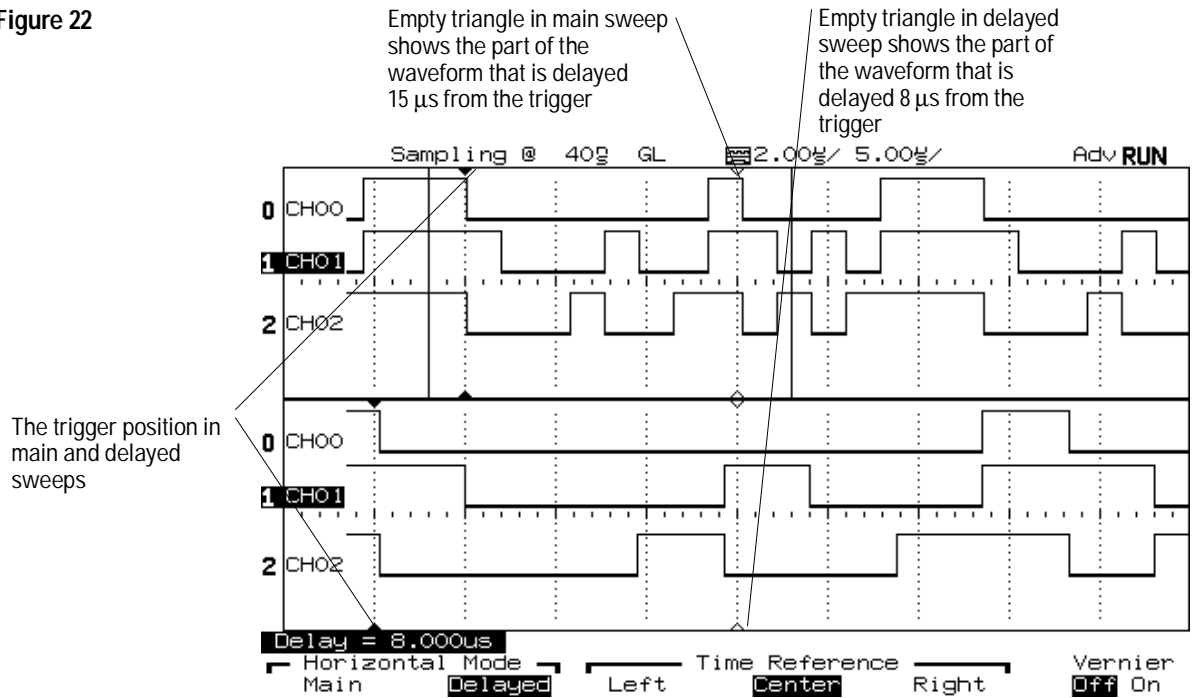 Figure 22
Empty triangle in main sweep
shows the part of the
waveform that is delayed
15 µs from the trigger
Empty triangle in delayed
sweep shows the part of
the waveform that is
delayed 8 µs from the
trigger
Sampling @ 40n GL 2.00u/ 5.00u/ Adv RUN
0 CH00
1 CH01
2 CH02
The trigger position in
main and delayed
sweeps
0 CH00
1 CH01
2 CH02
Delay = 8.000us
Horizontal Mode Time Reference Vernier
Main Delayed Left Center Right Off On